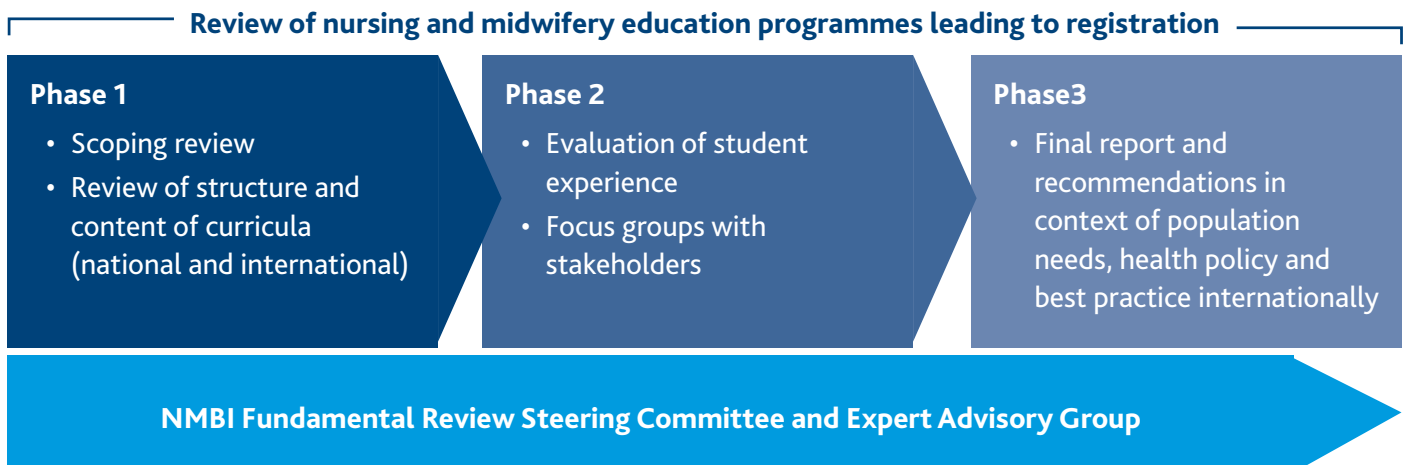 Review of nursing and midwifery education programmes leading to registration
Phase 1
• Scoping review
• Review of structure and
content of curricula
(national and international)
Phase 2
• Evaluation of student
experience
• Focus groups with
stakeholders
Phase3
• Final report and
recommendations in
context of population
needs, health policy and
best practice internationally
NMBI Fundamental Review Steering Committee and Expert Advisory Group